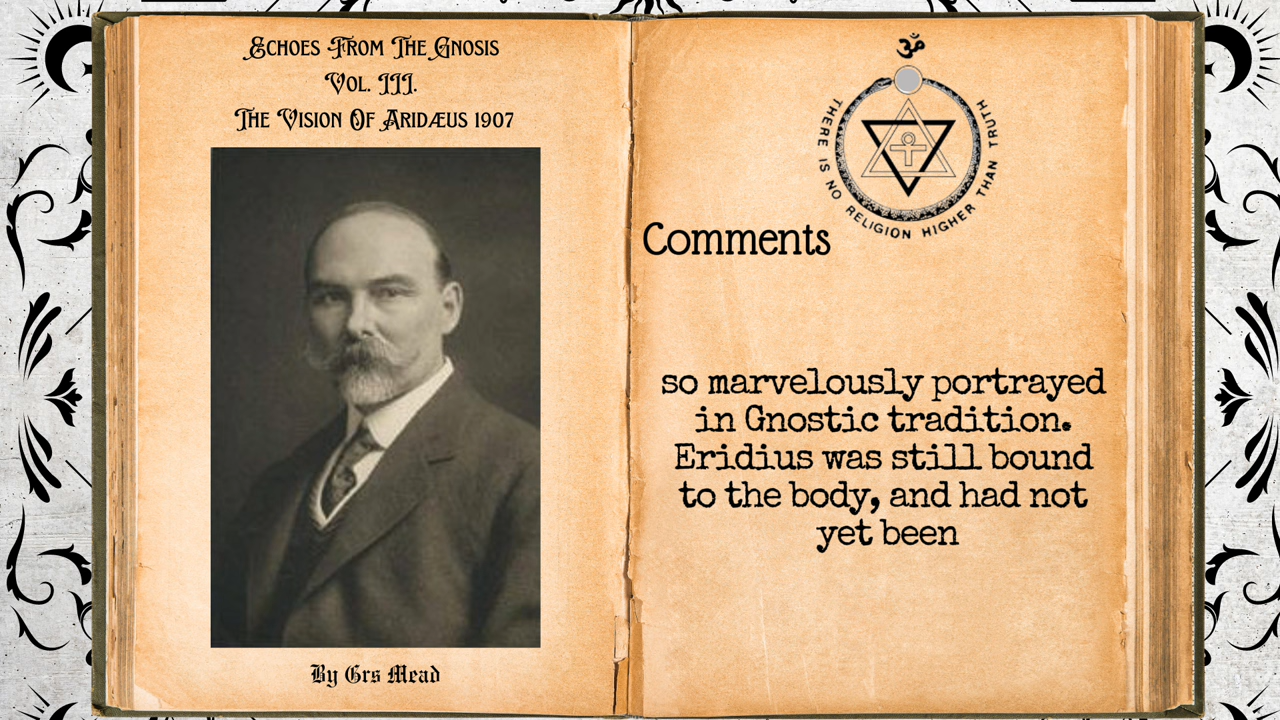 Echoes From The Gnosis
Vol. III.
The Vision Of Aridæus 1907
By Grs Mead
ॐ
THERE IS NO RELIGION HIGHER THAN TRUTH
Comments
so marvelously portrayed
in Gnostic tradition.
Eridius was still bound
to the body, and had not
yet been